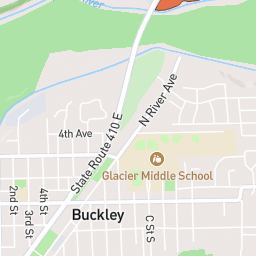 N River Ave
4th Ave
State Route 410 E
Glacier Middle School
2nd St
3rd St
4th St
Buckley
C St S